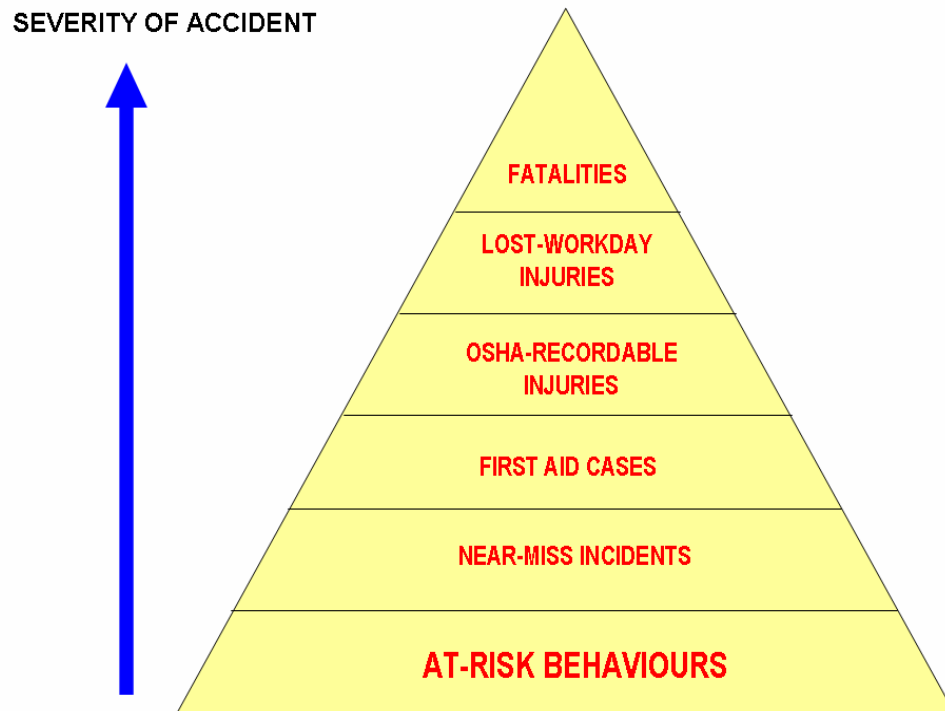 SEVERITY OF ACCIDENT
FATALITIES
LOST-WORKDAY
INJURIES
OSHA-RECORDABLE
INJURIES
FIRST AID CASES
NEAR-MISS INCIDENTS
AT-RISK BEHAVIOURS